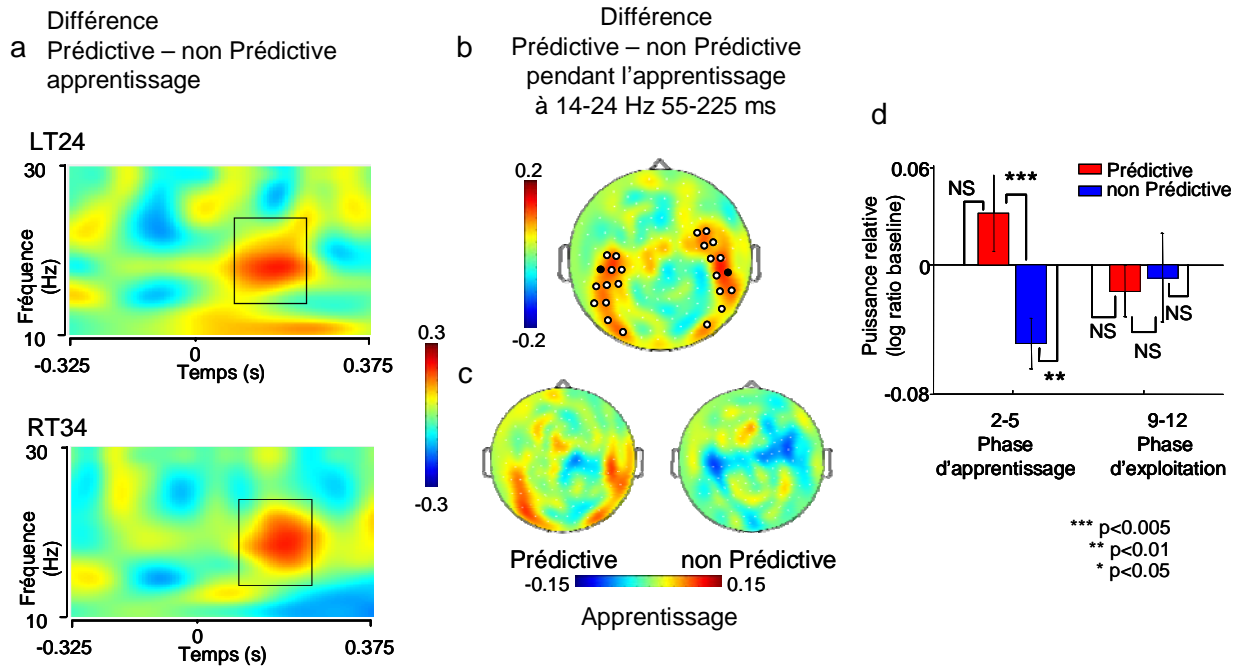 a
Différence
Prédictive – non Prédictive
apprentissage
LT24
30
Fréquence
(Hz)
10
-0.325
0
0.375
Temps (s)
0.3
-0.3
RT34
30
Fréquence
(Hz)
10
-0.325
0
0.375
Temps (s)
b
Différence
Prédictive – non Prédictive
pendant l'apprentissage
à 14-24 Hz 55-225 ms
0.2
-0.2
c
Prédictive
non Prédictive
-0.15
0.15
Apprentissage
d
Puissance relative
(log ratio baseline)
0.06
0
-0.08
Prédictive
non Prédictive
NS
***
**
NS
NS
NS
2-5
Phase
d'apprentissage
9-12
Phase
d'exploitation
*** p<0.005
** p<0.01
* p<0.05